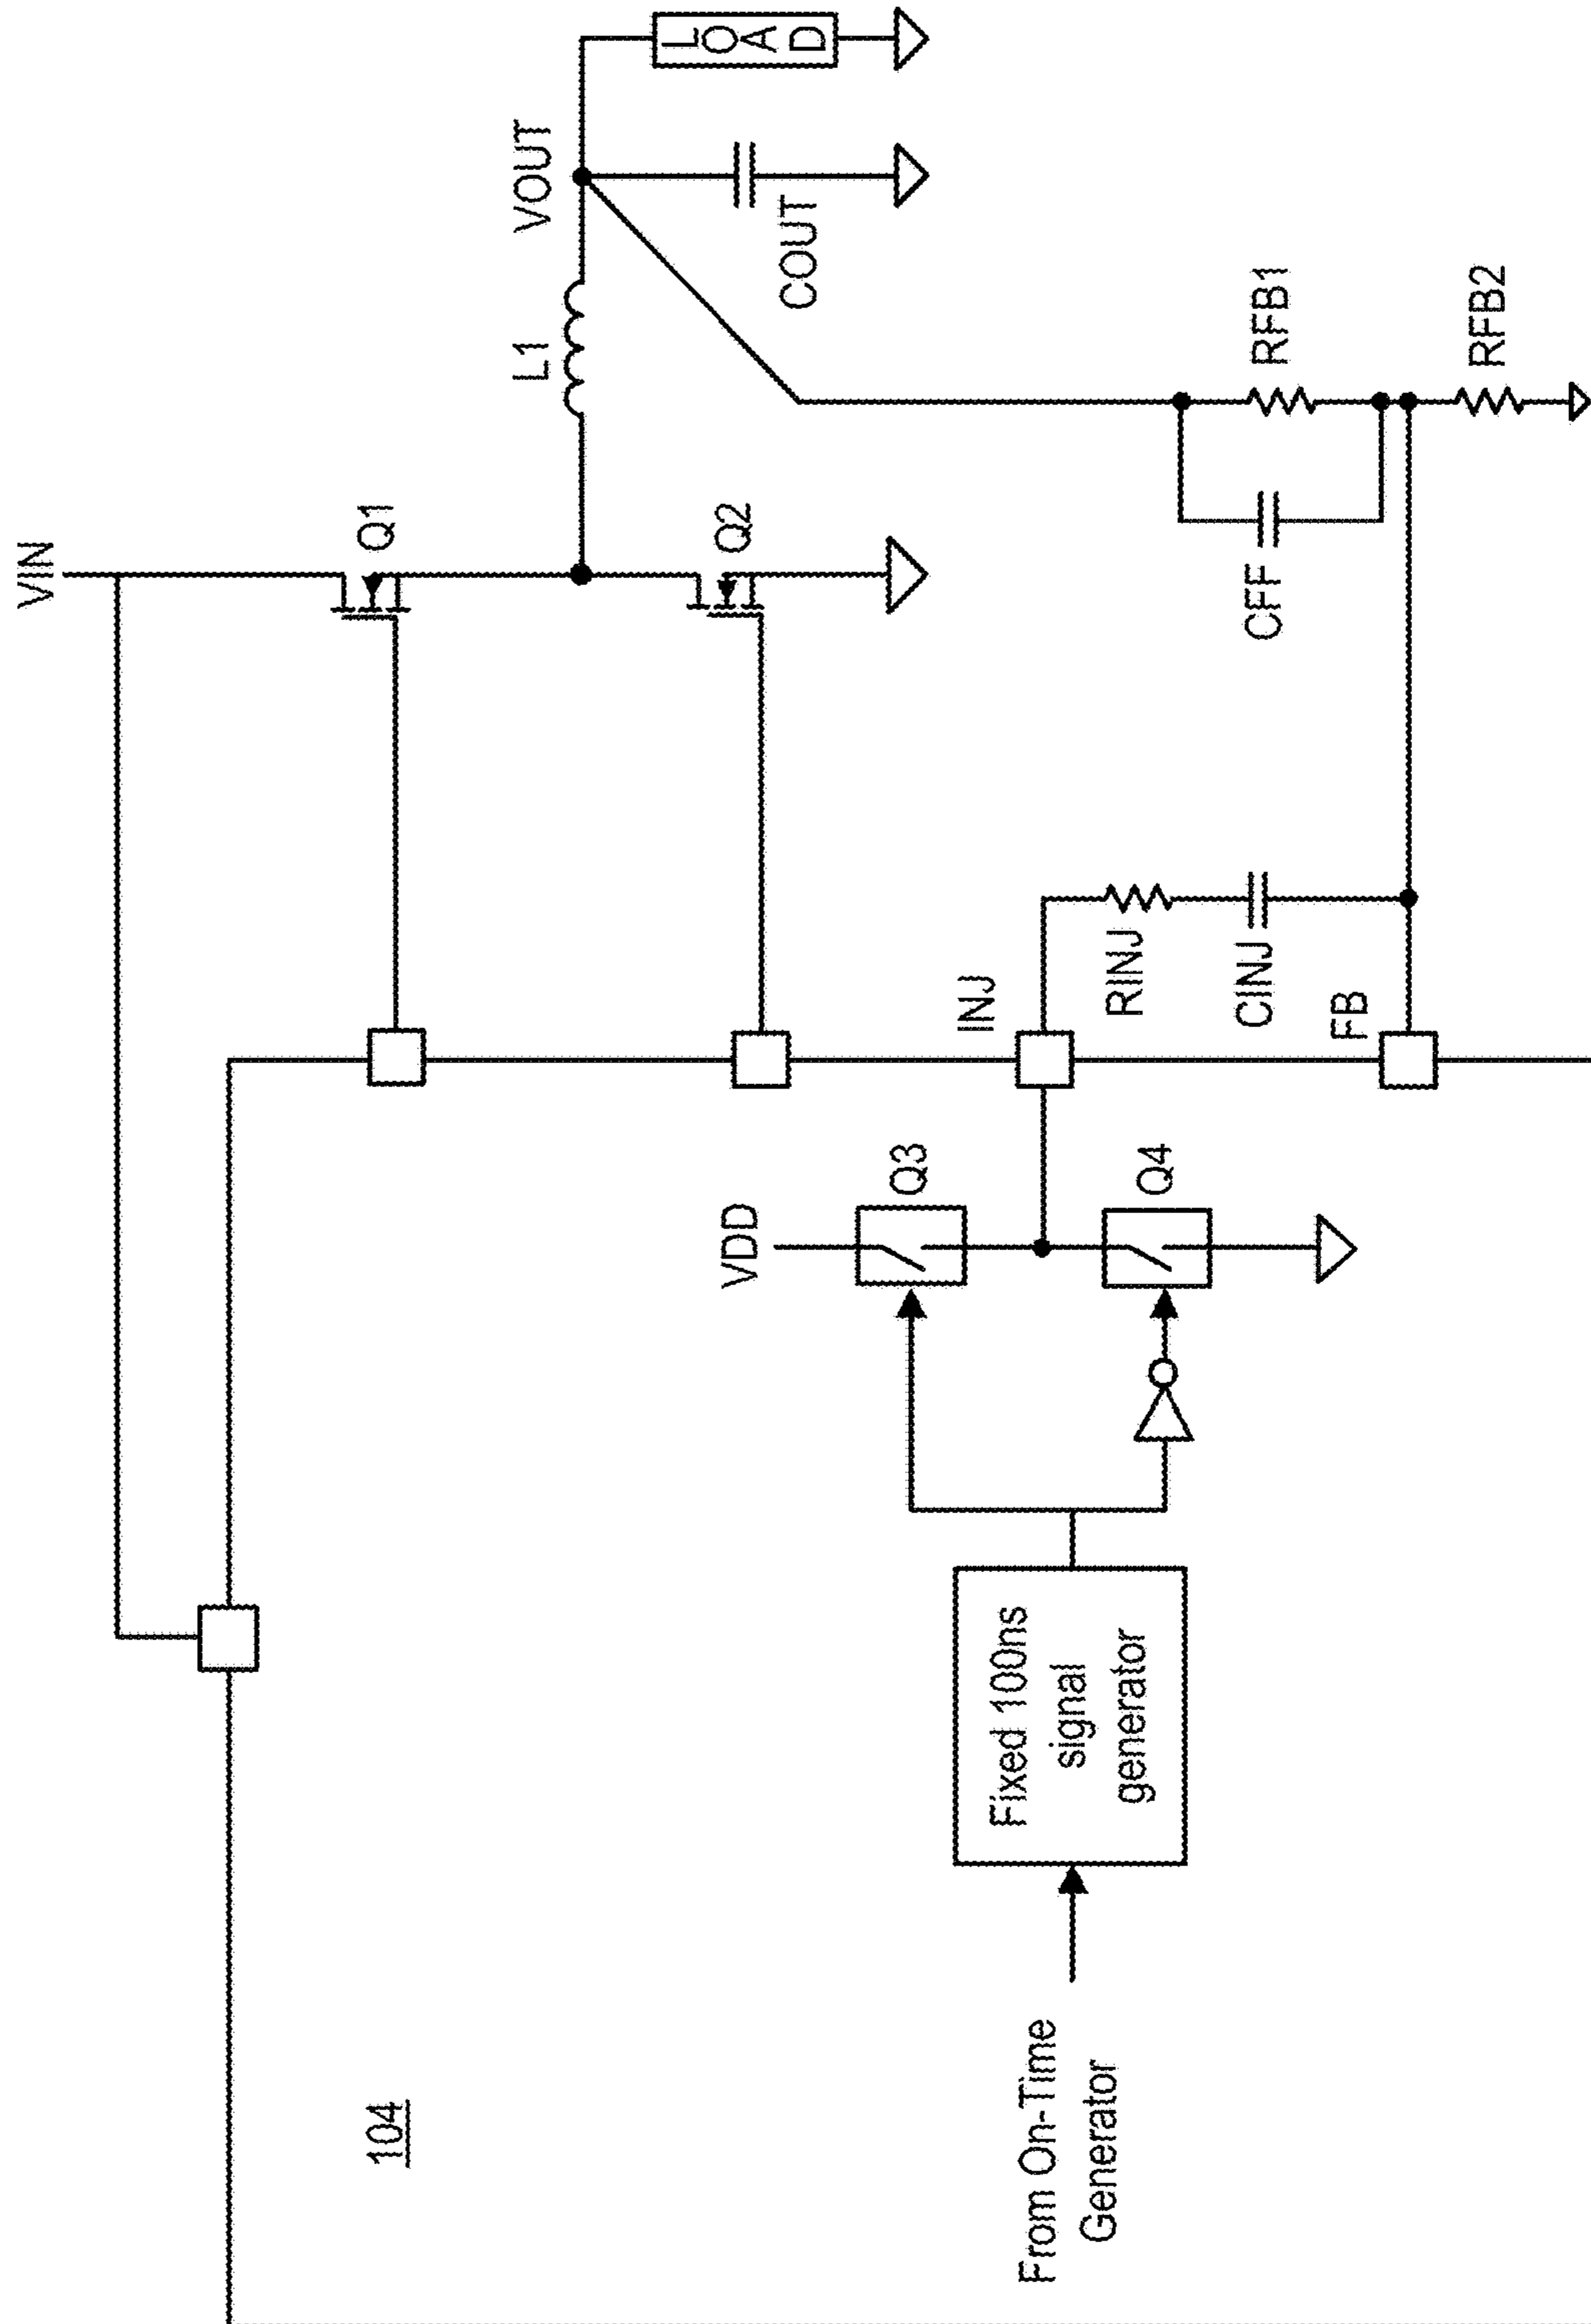 VIN
Q1
L1
VOUT
LOAD
Q2
COUT
VDD
Q3
INJ
RINJ
Q4
CINJ
CFF
RFB1
FB
RFB2
104
From On-Time
Generator
Fixed 100ns
signal
generator